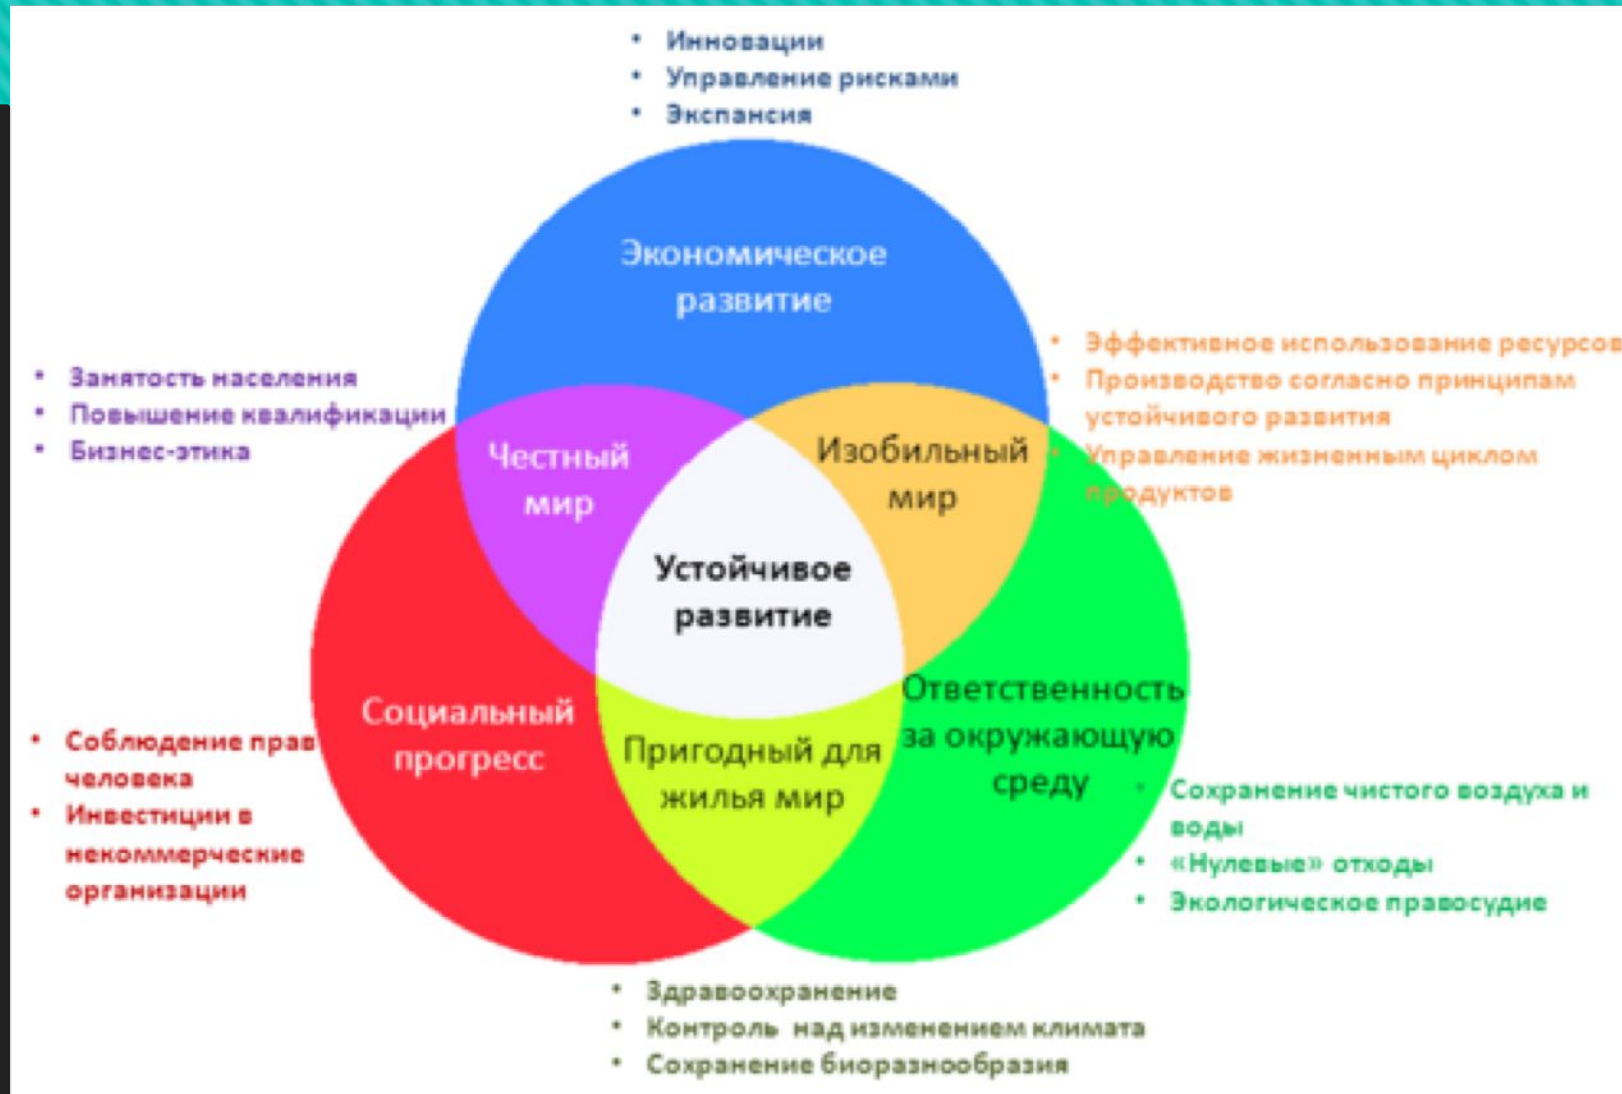 • Инновации
• Управление рисками
• Экспансия
Экономическое
развитие
• Занятость населения
• Повышение квалификации
• Бизнес-этика
• Эффективное использование ресурсов
• Производство согласно принципам
устойчивого развития
• Управление жизненным циклом
продуктов
Честный
мир
Изобильный
мир
Устойчивое
развитие
Социальный
прогресс
Пригодный для
жилья мир
Ответственность
за окружающую
среду
• Соблюдение прав
человека
• Инвестиции в
некоммерческие
организации
• Сохранение чистого воздуха и
воды
• «Нулевые» отходы
• Экологическое правосудие
• Здравоохранение
• Контроль над изменением климата
• Сохранение биоразнообразия